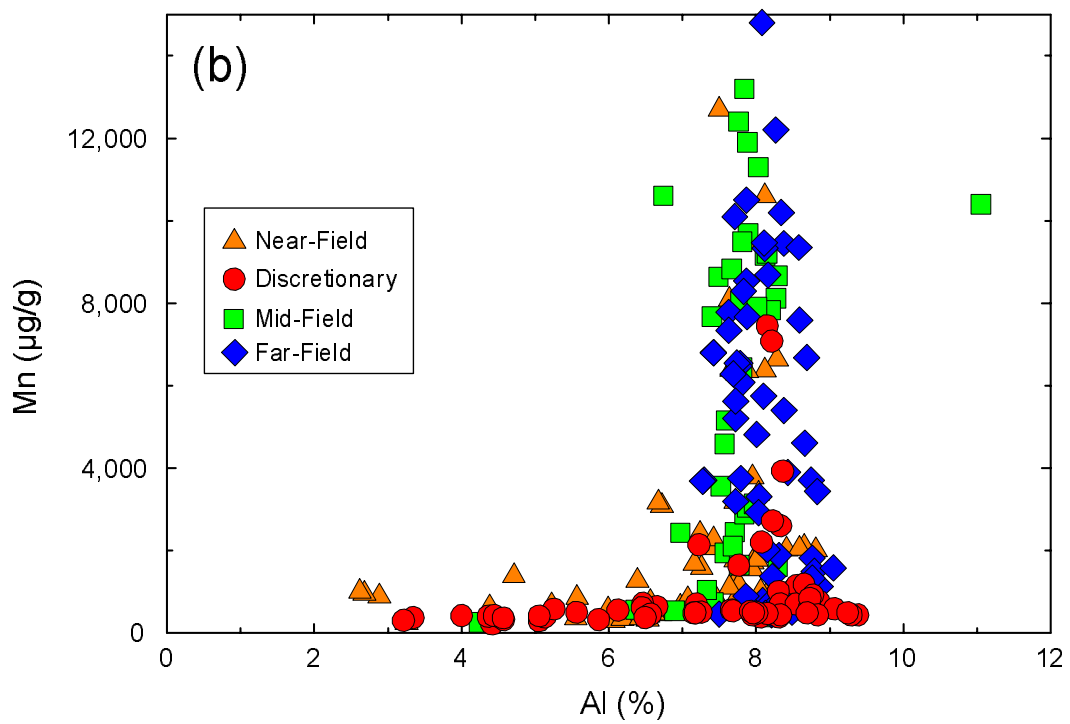 (b)
12,000
8,000
4,000
0
Mn (µg/g)
Near-Field
Discretionary
Mid-Field
Far-Field
0 2 4 6 8 10 12
Al (%)